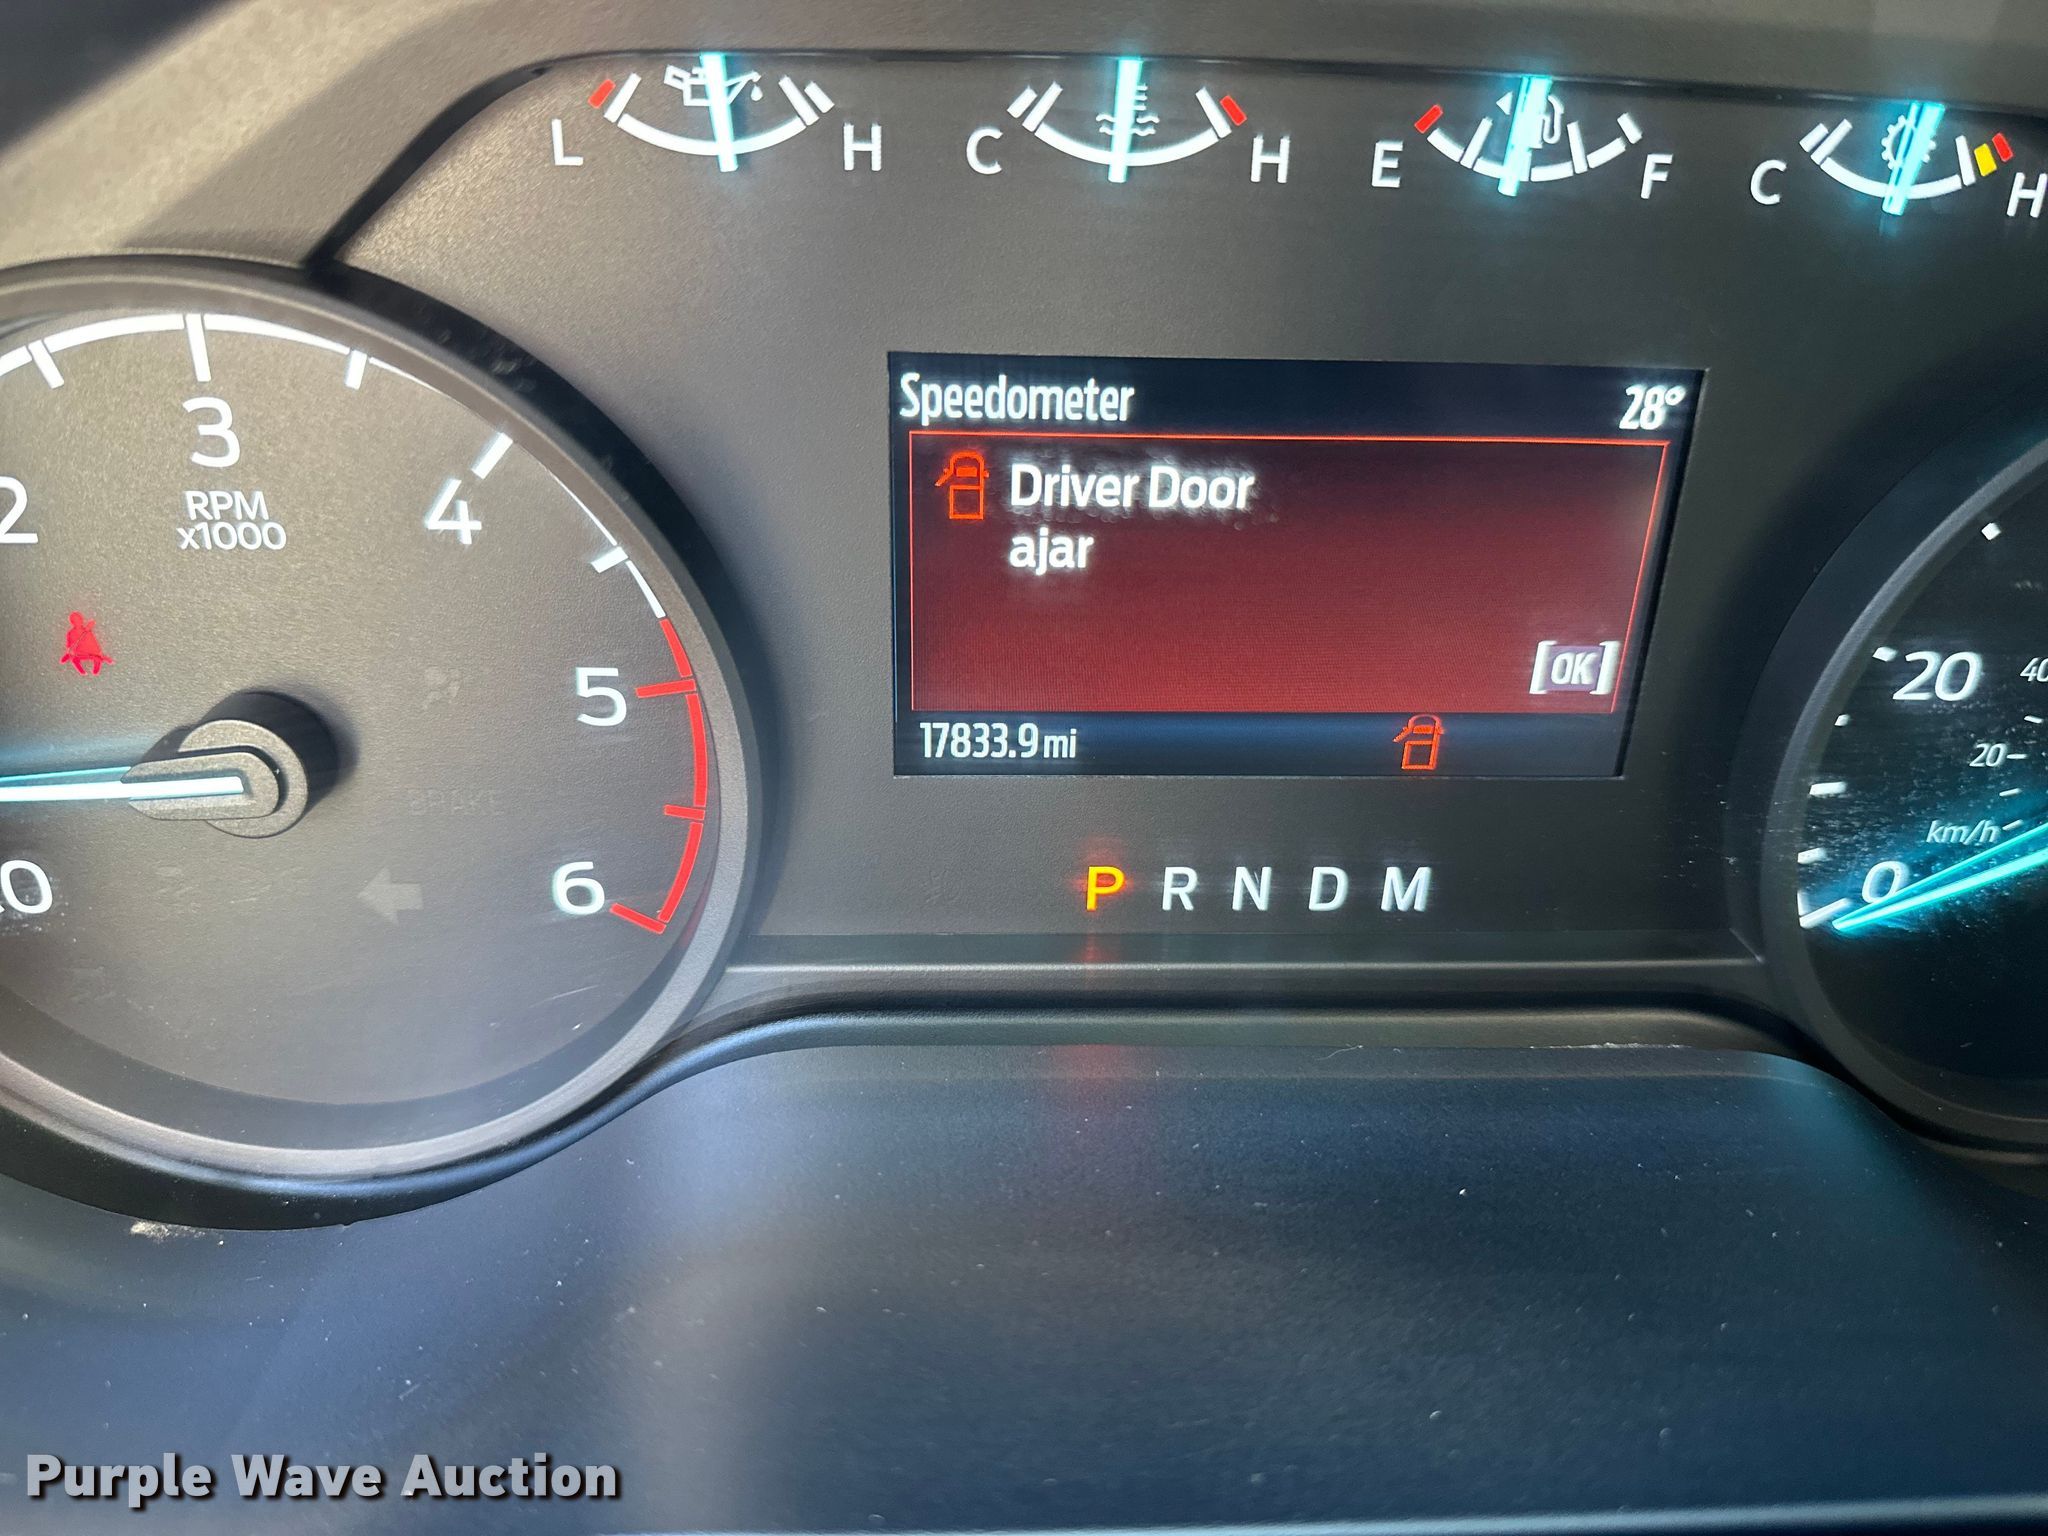 L H C H E F C H
Speedometer 28°
Driver Door
ajar
[OK]
17833.9 mi
P R N D M
0 2 3 4 5 6
RPM
x1000
20 40
20
km/h
0
Purple Wave Auction